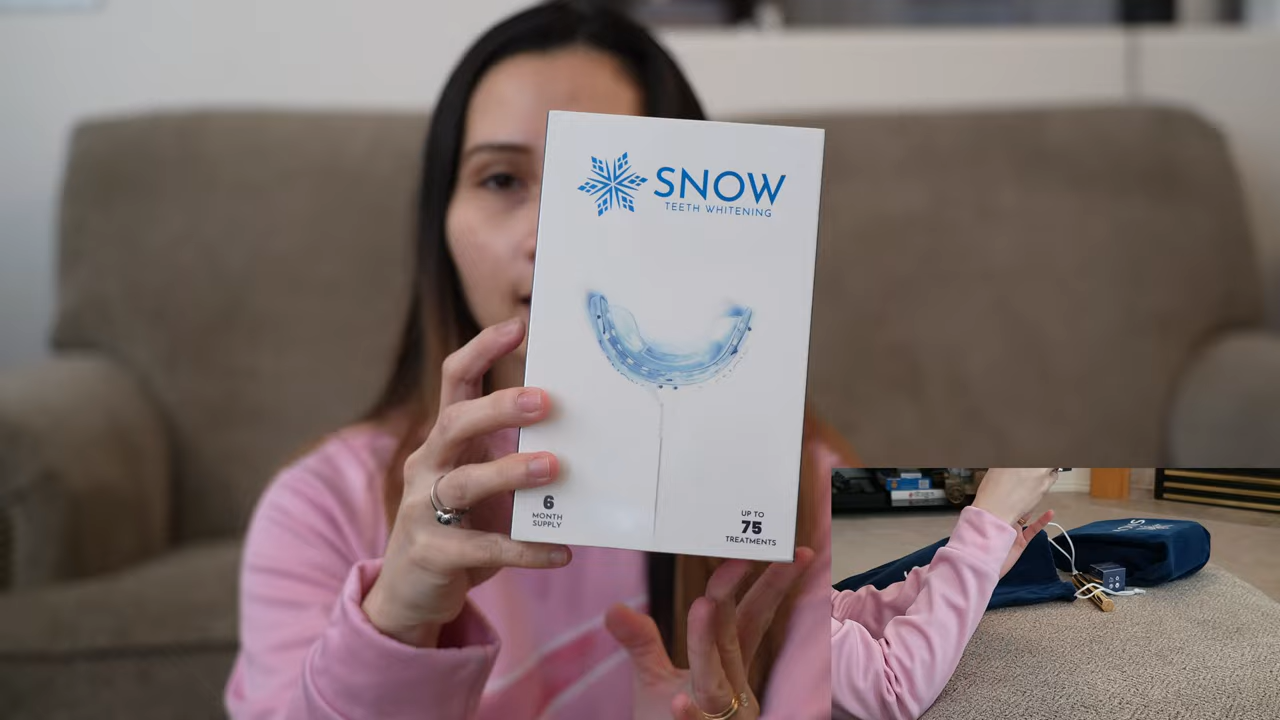 SNOW
TEETH WHITENING
6
MONTH
SUPPLY
UP TO
75
TREATMENTS